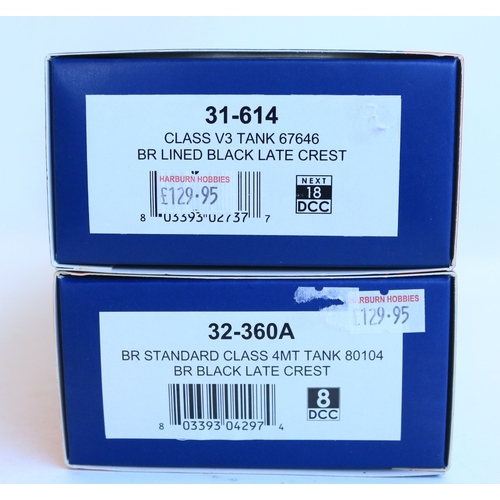 31-614
CLASS V3 TANK 67646
BR LINED BLACK LATE CREST
HARBURN HOBBIES
£129.95
8 03393 02737 7
NEXT
18
DCC
HARBURN HOBBIES
£129.95
32-360A
BR STANDARD CLASS 4MT TANK 80104
BR BLACK LATE CREST
8 03393 04297 4
8
DCC